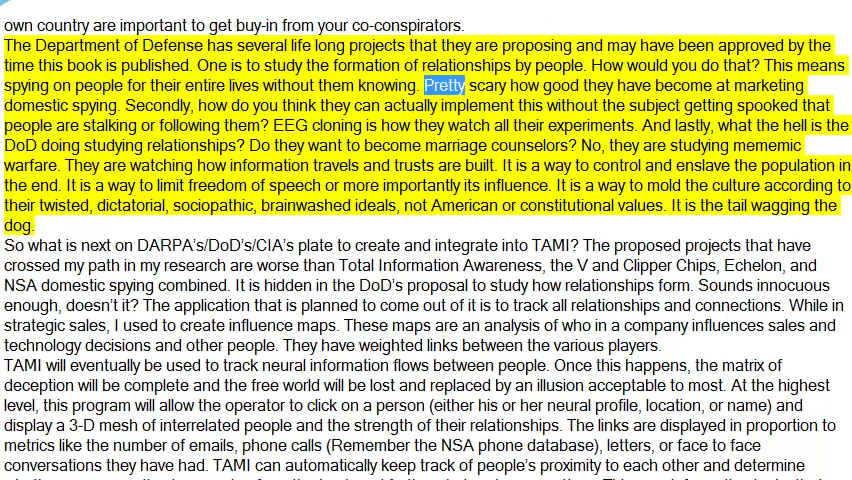 own country are important to get buy-in from your co-conspirators.
The Department of Defense has several life long projects that they are proposing and may have been approved by the
time this book is published. One is to study the formation of relationships by people. How would you do that? This means
spying on people for their entire lives without them knowing. Pretty scary how good they have become at marketing
domestic spying. Secondly, how do you think they can actually implement this without the subject getting spooked that
people are stalking or following them? EEG cloning is how they watch all their experiments. And lastly, what the hell is the
DoD doing studying relationships? Do they want to become marriage counselors? No, they are studying mememic
warfare. They are watching how information travels and trusts are built. It is a way to control and enslave the population in
the end. It is a way to limit freedom of speech or more importantly its influence. It is a way to mold the culture according to
their twisted, dictatorial, sociopathic, brainwashed ideals, not American or constitutional values. It is the tail wagging the
dog.
So what is next on DARPA's/DoD's/CIA's plate to create and integrate into TAMI? The proposed projects that have
crossed my path in my research are worse than Total Information Awareness, the V and Clipper Chips, Echelon, and
NSA domestic spying combined. It is hidden in the DoD's proposal to study how relationships form. Sounds innocuous
enough, doesn't it? The application that is planned to come out of it is to track all relationships and connections. While in
strategic sales, I used to create influence maps. These maps are an analysis of who in a company influences sales and
technology decisions and other people. They have weighted links between the various players.
TAMI will eventually be used to track neural information flows between people. Once this happens, the matrix of
deception will be complete and the free world will be lost and replaced by an illusion acceptable to most. At the highest
level, this program will allow the operator to click on a person (either his or her neural profile, location, or name) and
display a 3-D mesh of interrelated people and the strength of their relationships. The links are displayed in proportion to
metrics like the number of emails, phone calls (Remember the NSA phone database), letters, or face to face
conversations they have had. TAMI can automatically keep track of people's proximity to each other and determine